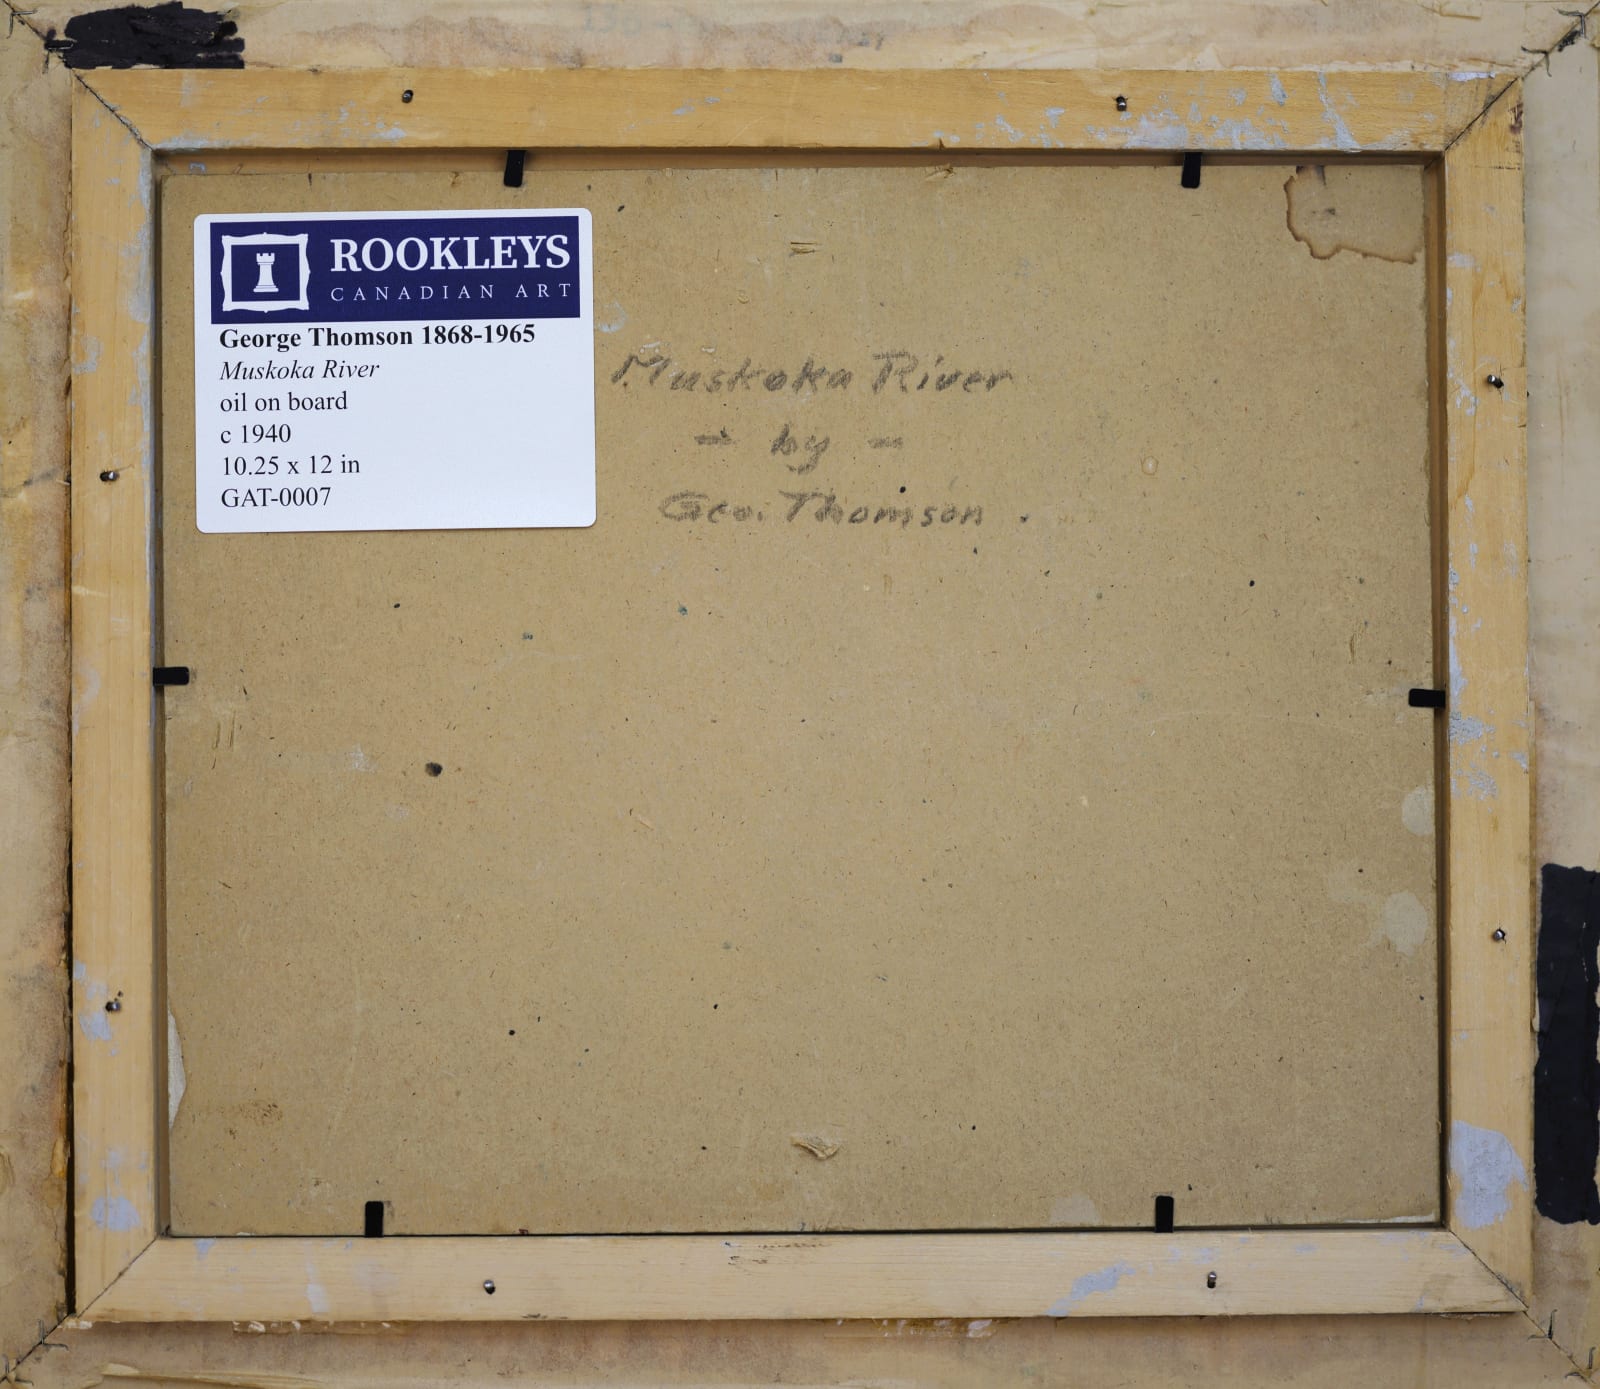 ROOKLEYS
CANADIAN ART
George Thomson 1868-1965
Muskoka River
oil on board
c 1940
10.25 x 12 in
GAT-0007
Muskoka River
- by -
Geo. Thomson.